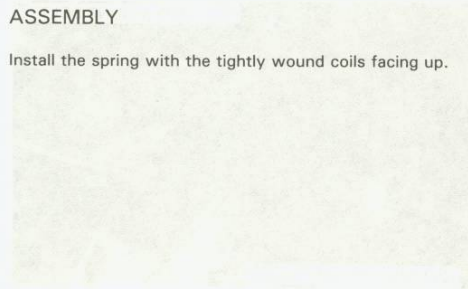 ASSEMBLY
Install the spring with the tightly wound coils facing up.